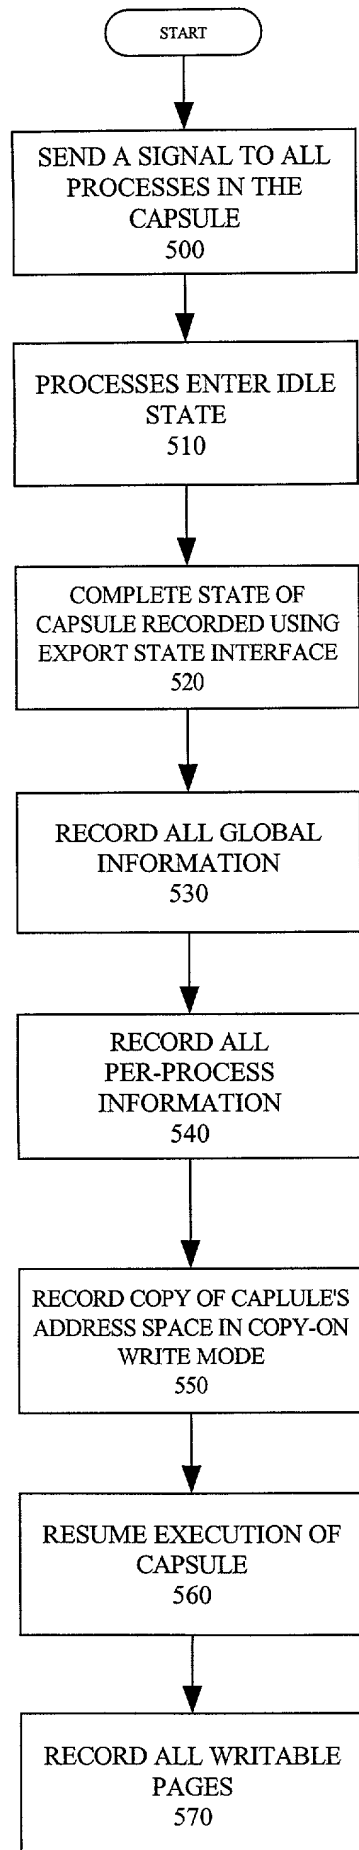 START
SEND A SIGNAL TO ALL
PROCESSES IN THE
CAPSULE
500
PROCESSES ENTER IDLE
STATE
510
COMPLETE STATE OF
CAPSULE RECORDED USING
EXPORT STATE INTERFACE
520
RECORD ALL GLOBAL
INFORMATION
530
RECORD ALL
PER-PROCESS
INFORMATION
540
RECORD COPY OF CAPLULE'S
ADDRESS SPACE IN COPY-ON
WRITE MODE
550
RESUME EXECUTION OF
CAPSULE
560
RECORD ALL WRITABLE
PAGES
570